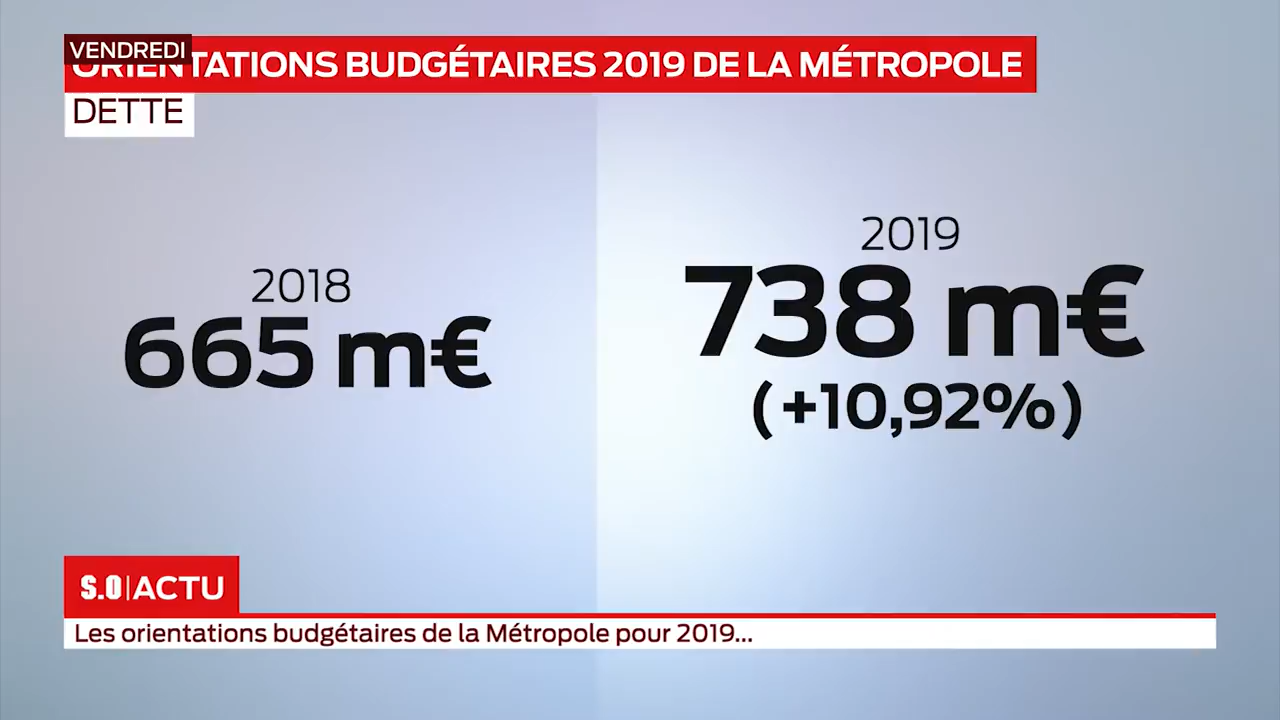 VENDREDI
ORIENTATIONS BUDGÉTAIRES 2019 DE LA MÉTROPOLE
DETTE
2018
665 m€
2019
738 m€
(+10,92%)
S.O|ACTU
Les orientations budgétaires de la Métropole pour 2019...